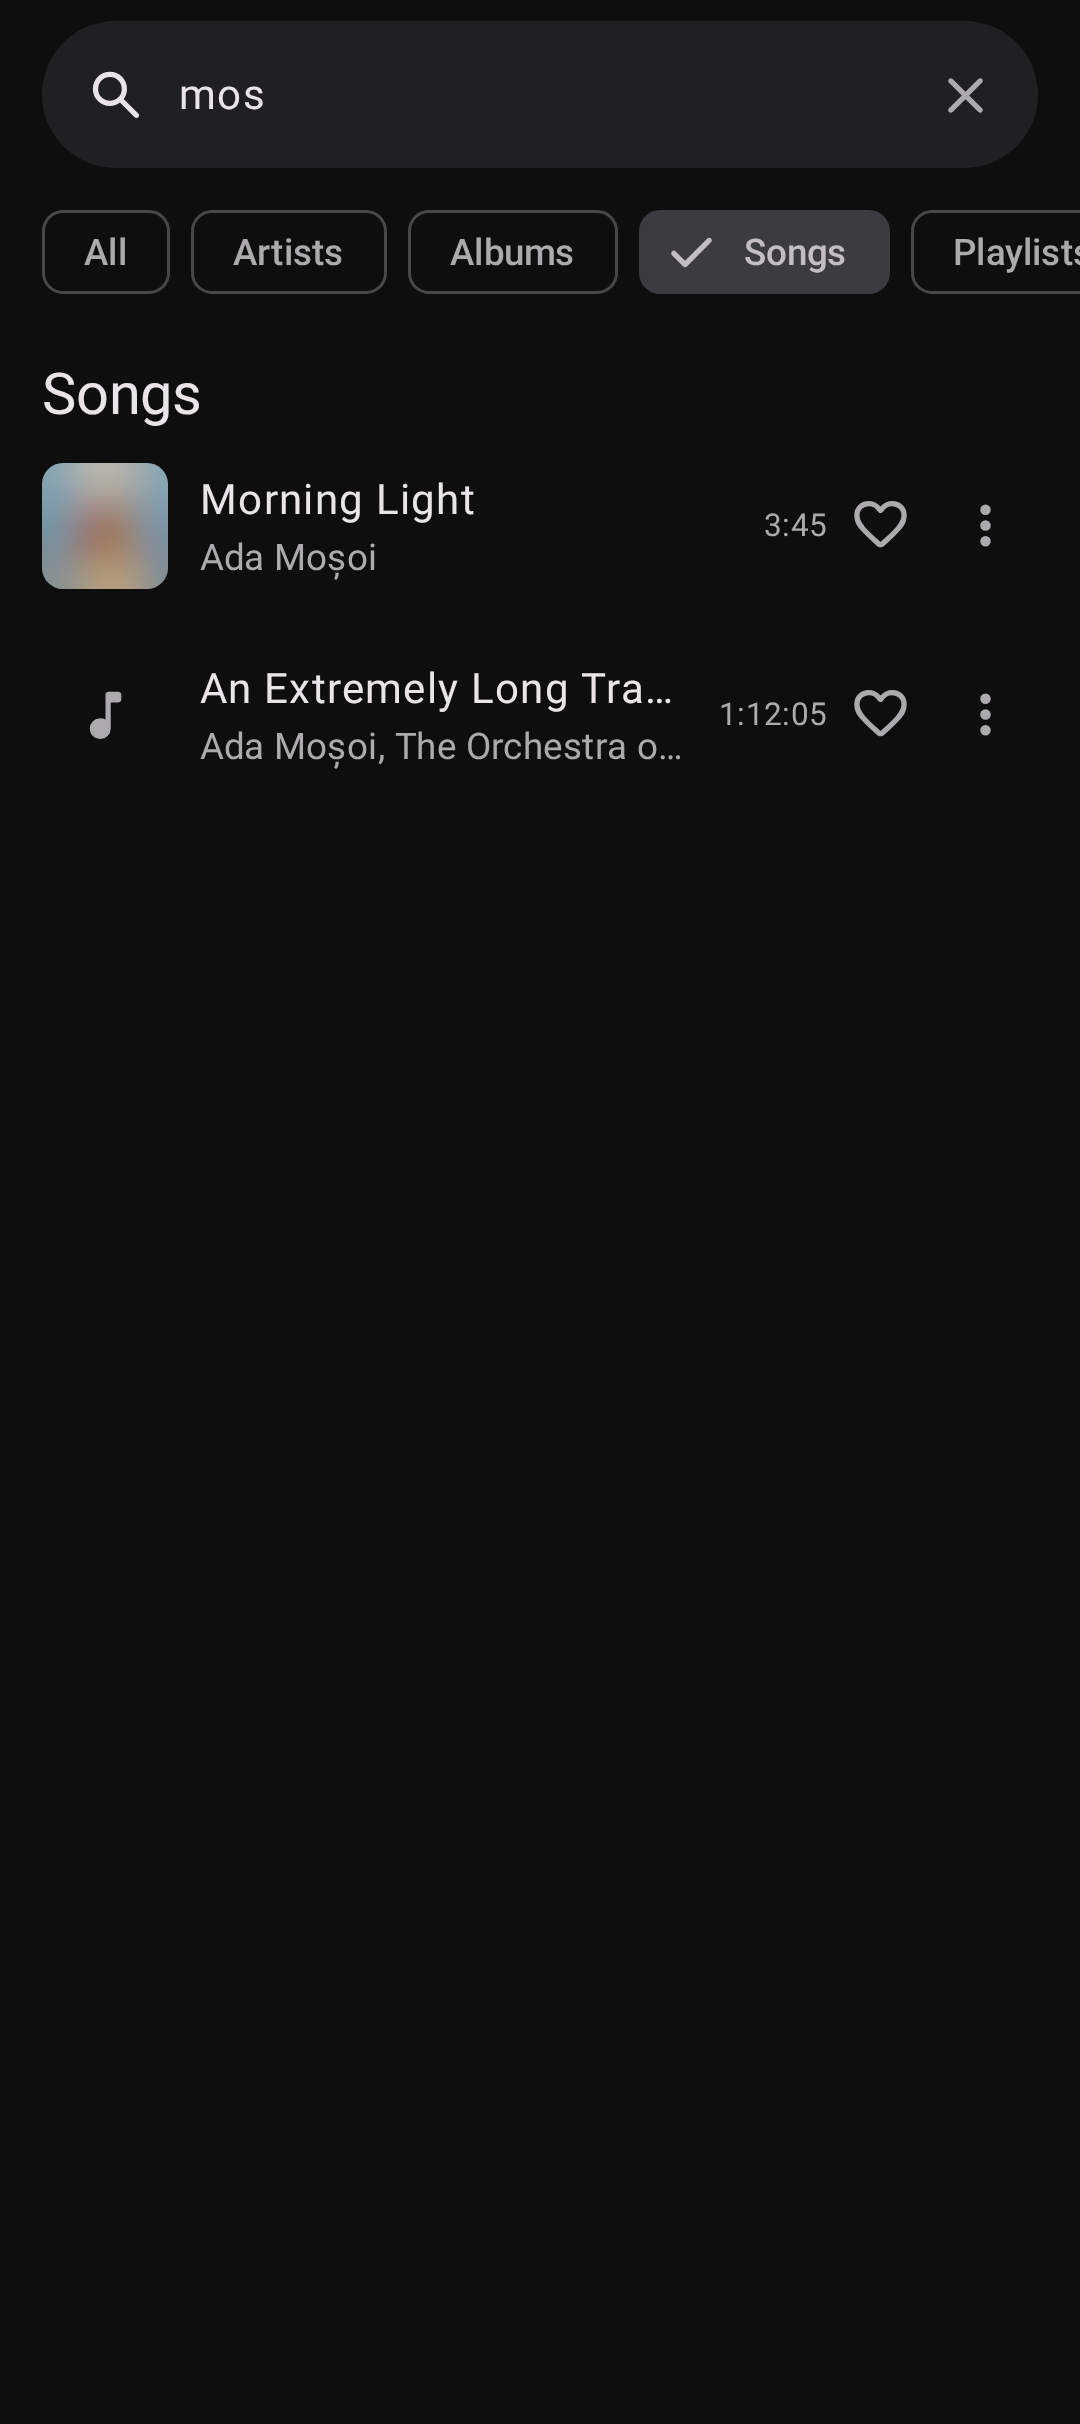 mos
All
Artists
Albums
Songs
Playlists
Songs
Morning Light
Ada Moșoi
3:45
An Extremely Long Tra…
Ada Moșoi, The Orchestra o…
1:12:05